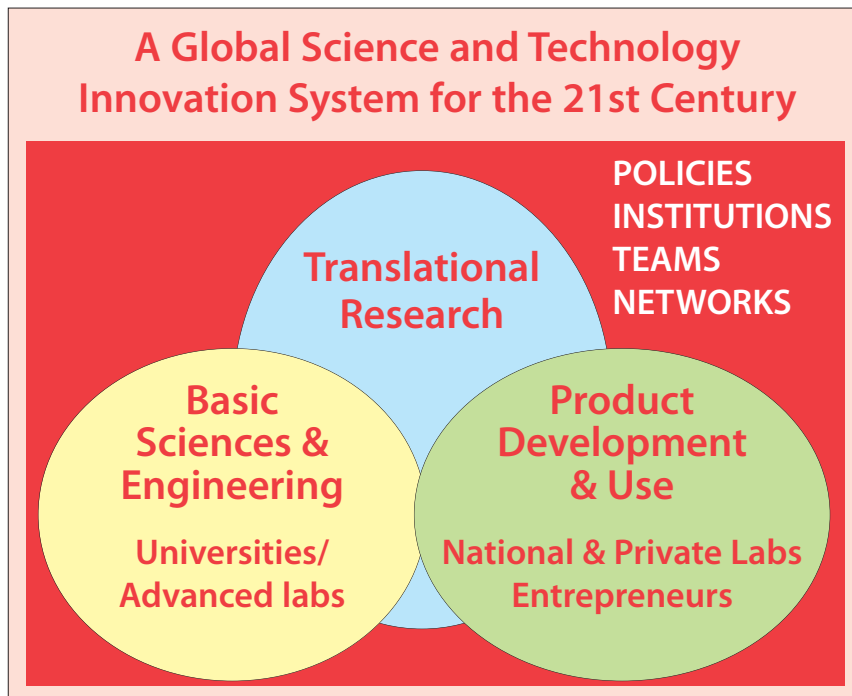 A Global Science and Technology
Innovation System for the 21st Century
POLICIES
INSTITUTIONS
TEAMS
NETWORKS
Translational
Research
Basic
Sciences &
Engineering
Universities/
Advanced labs
Product
Development
& Use
National & Private Labs
Entrepreneurs